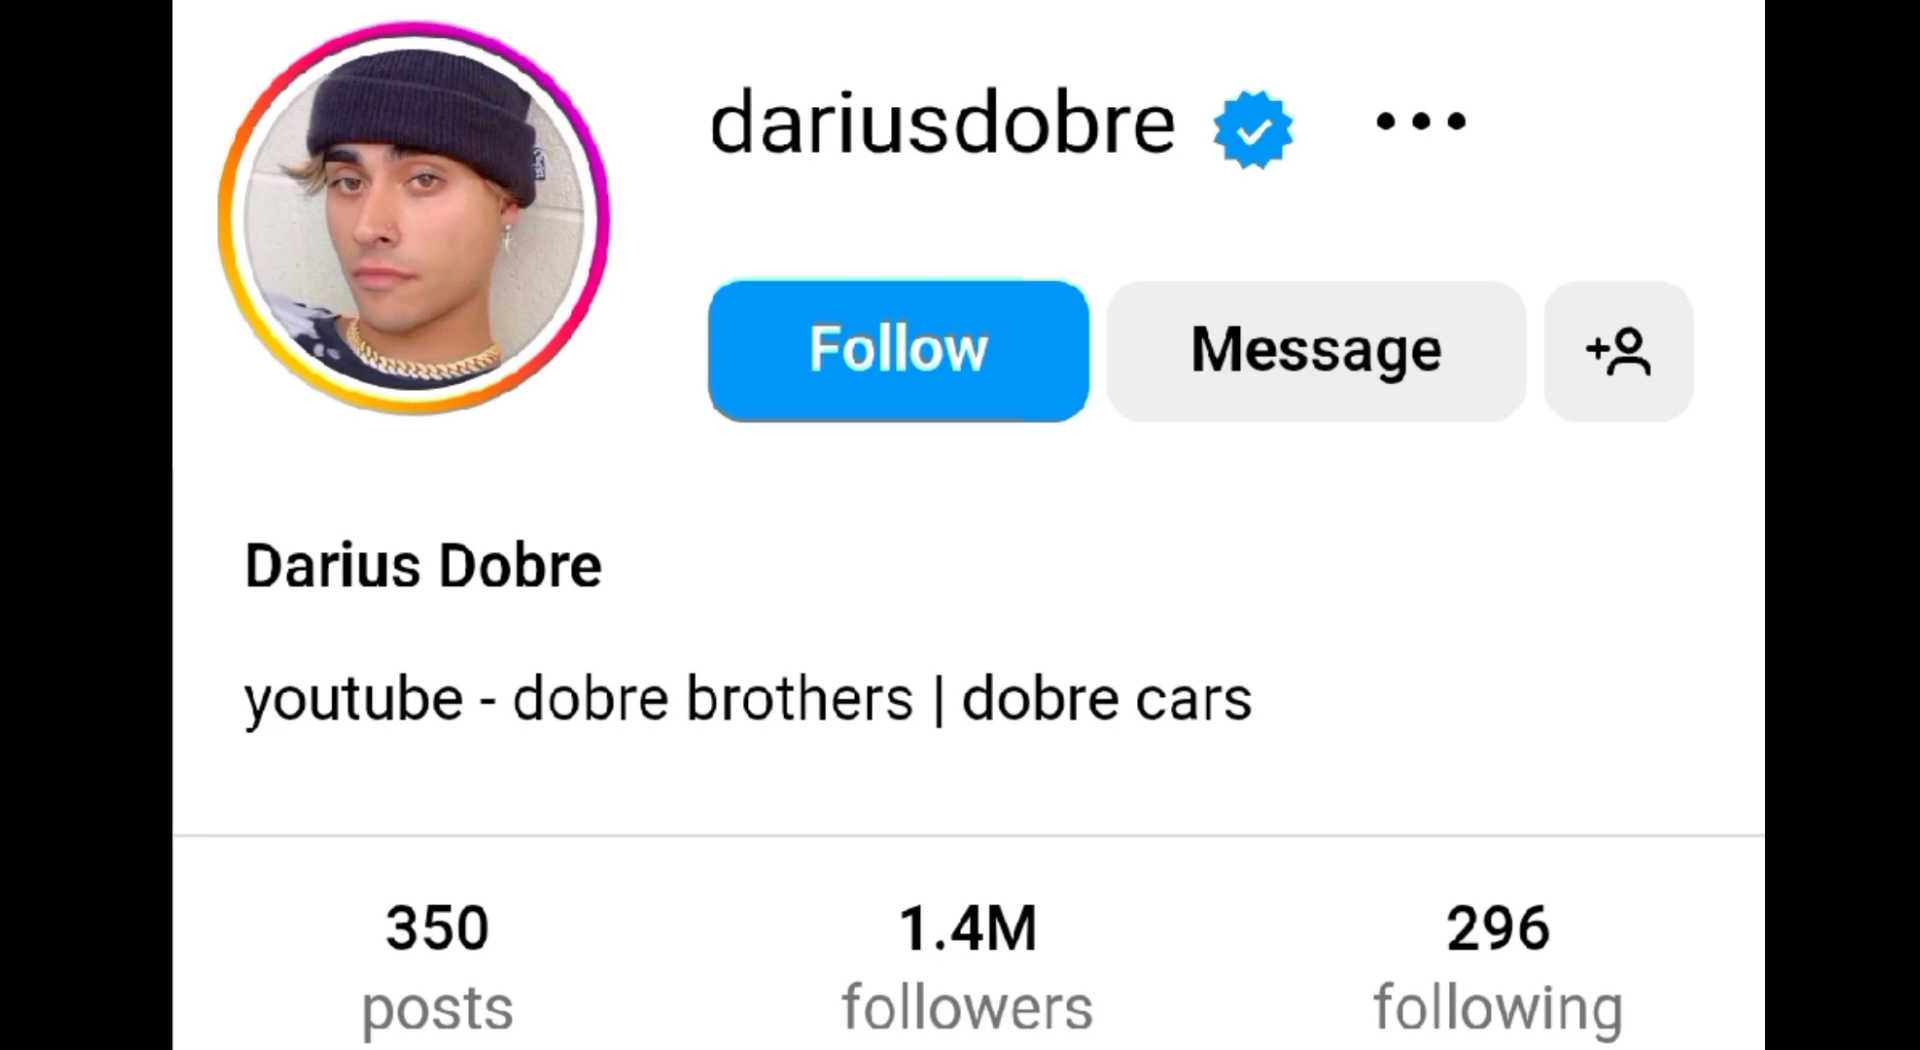 dariusdobre
Follow
Message
Darius Dobre
youtube - dobre brothers | dobre cars
350 1.4M 296
posts followers following